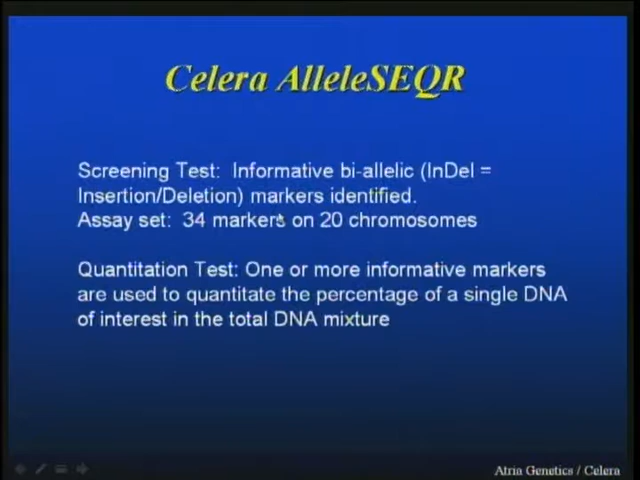 Celera AlleleSEQR
Screening Test: Informative bi-allelic (InDel =
Insertion/Deletion) markers identified.
Assay set: 34 markers on 20 chromosomes
Quantitation Test: One or more informative markers
are used to quantitate the percentage of a single DNA
of interest in the total DNA mixture
Atria Genetics / Celera